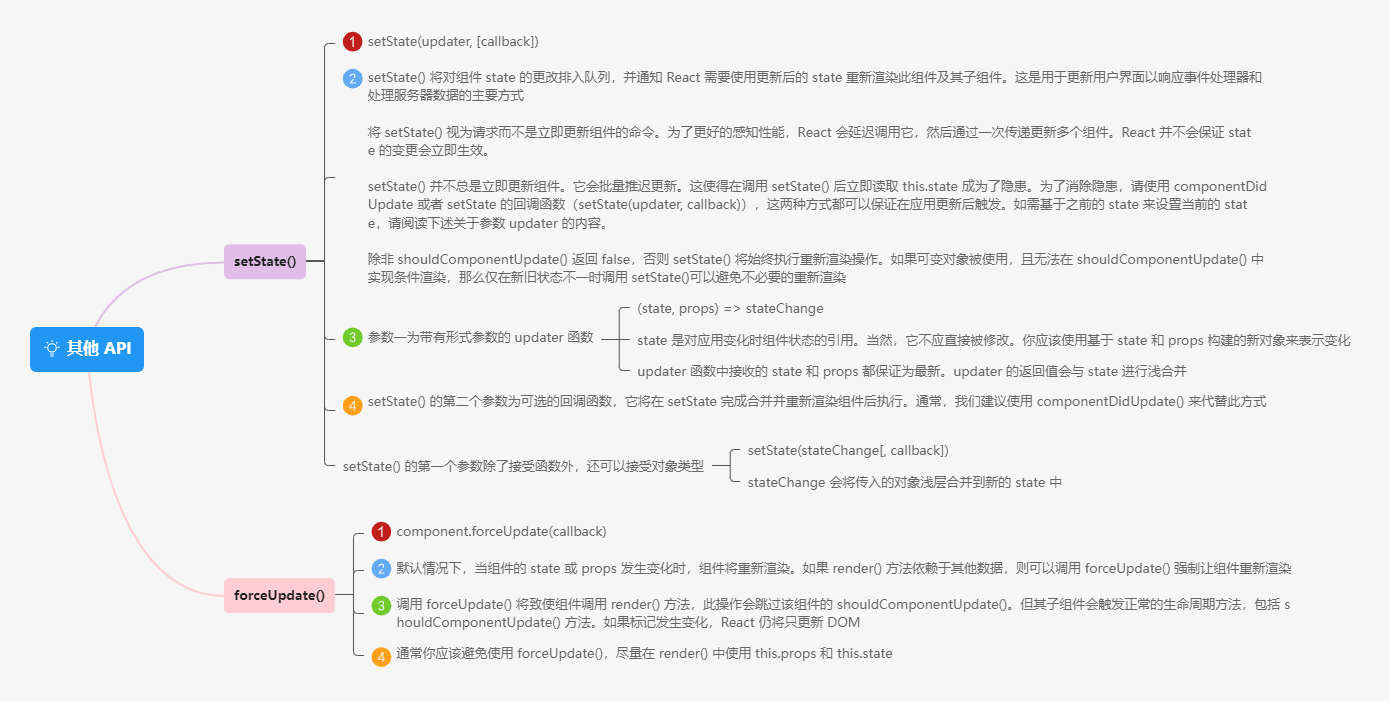 1 setState(updater, [callback])
2 setState() 将对组件 state 的更改排入队列，并通知 React 需要使用更新后的 state 重新渲染此组件及其子组件。这是用于更新用户界面以响应事件处理器和
处理服务器数据的主要方式
将 setState() 视为请求而不是立即更新组件的命令。为了更好的感知性能，React 会延迟调用它，然后通过一次传递更新多个组件。React 并不会保证 stat
e 的变更会立即生效。
setState() 并不总是立即更新组件。它会批量推迟更新。这使得在调用 setState() 后立即读取 this.state 成为了隐患。为了消除隐患，请使用 componentDid
Update 或者 setState 的回调函数（setState(updater, callback)），这两种方式都可以保证在应用更新后触发。如需基于之前的 state 来设置当前的 stat
e，请阅读下述关于参数 updater 的内容。
除非 shouldComponentUpdate() 返回 false，否则 setState() 将始终执行重新渲染操作。如果可变对象被使用，且无法在 shouldComponentUpdate() 中
实现条件渲染，那么仅在新旧状态不一时调用 setState()可以避免不必要的重新渲染
setState()
3 参数一为带有形式参数的 updater 函数
(state, props) => stateChange
state 是对应用变化时组件状态的引用。当然，它不应直接被修改。你应该使用基于 state 和 props 构建的新对象来表示变化
updater 函数中接收的 state 和 props 都保证为最新。updater 的返回值会与 state 进行浅合并
其他 API
4 setState() 的第二个参数为可选的回调函数，它将在 setState 完成合并并重新渲染组件后执行。通常，我们建议使用 componentDidUpdate() 来代替此方式
setState() 的第一个参数除了接受函数外，还可以接受对象类型
setState(stateChange[, callback])
stateChange 会将传入的对象浅层合并到新的 state 中
1 component.forceUpdate(callback)
2 默认情况下，当组件的 state 或 props 发生变化时，组件将重新渲染。如果 render() 方法依赖于其他数据，则可以调用 forceUpdate() 强制让组件重新渲染
forceUpdate()
3 调用 forceUpdate() 将致使组件调用 render() 方法，此操作会跳过该组件的 shouldComponentUpdate()。但其子组件会触发正常的生命周期方法，包括 s
houldComponentUpdate() 方法。如果标记发生变化，React 仍将只更新 DOM
4 通常你应该避免使用 forceUpdate()，尽量在 render() 中使用 this.props 和 this.state